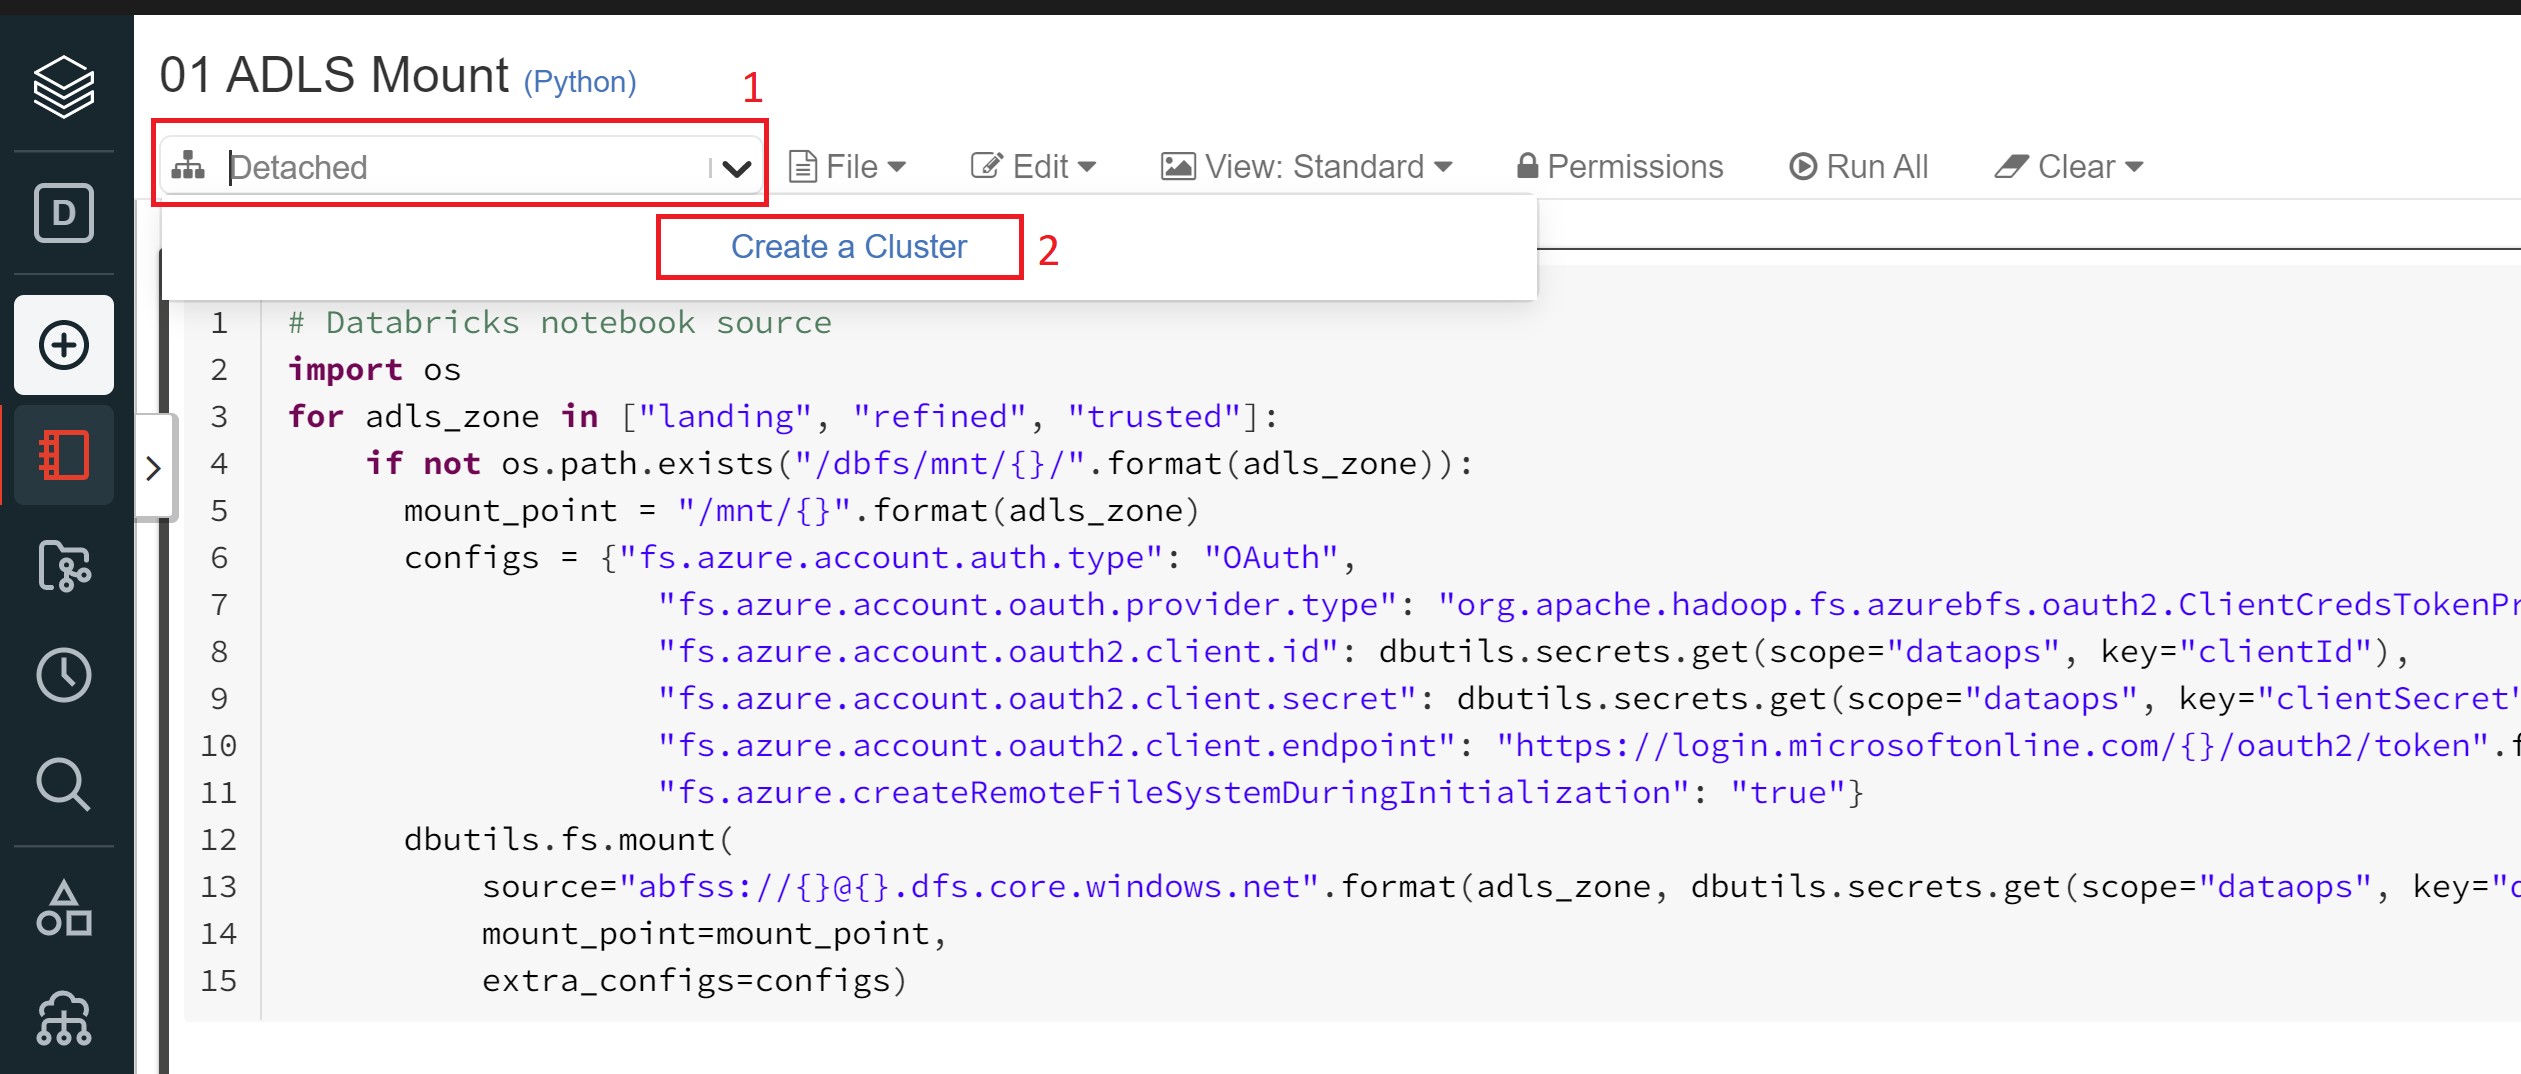 01 ADLS Mount (Python)
1
Detached File Edit View: Standard Permissions Run All Clear
D
Create a Cluster 2
1 # Databricks notebook source
2 import os
3 for adls_zone in ["landing", "refined", "trusted"]:
4 if not os.path.exists("/dbfs/mnt/{}/".format(adls_zone)):
5 mount_point = "/mnt/{}".format(adls_zone)
6 configs = {"fs.azure.account.auth.type": "OAuth",
7 "fs.azure.account.oauth.provider.type": "org.apache.hadoop.fs.azurebfs.oauth2.ClientCredsTokenPr
8 "fs.azure.account.oauth2.client.id": dbutils.secrets.get(scope="dataops", key="clientId"),
9 "fs.azure.account.oauth2.client.secret": dbutils.secrets.get(scope="dataops", key="clientSecret"
10 "fs.azure.account.oauth2.client.endpoint": "https://login.microsoftonline.com/{}/oauth2/token".f
11 "fs.azure.createRemoteFileSystemDuringInitialization": "true"}
12 dbutils.fs.mount(
13 source="abfss://{}@{}.dfs.core.windows.net".format(adls_zone, dbutils.secrets.get(scope="dataops", key="
14 mount_point=mount_point,
15 extra_configs=configs)